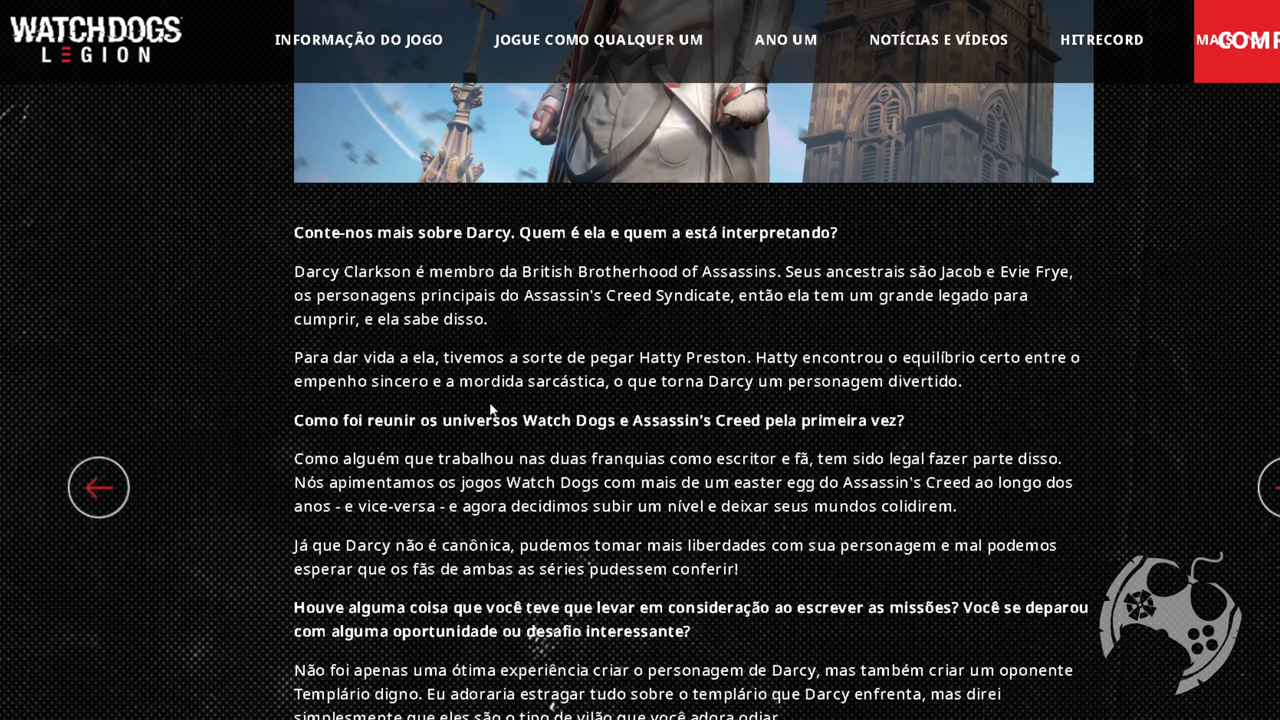 WATCH DOGS
LEGION
INFORMAÇÃO DO JOGO
JOGUE COMO QUALQUER UM
ANO UM
NOTÍCIAS E VÍDEOS
HITRECORD
Conte-nos mais sobre Darcy. Quem é ela e quem a está interpretando?
Darcy Clarkson é membro da British Brotherhood of Assassins. Seus ancestrais são Jacob e Evie Frye,
os personagens principais do Assassin's Creed Syndicate, então ela tem um grande legado para
cumprir, e ela sabe disso.
Para dar vida a ela, tivemos a sorte de pegar Hatty Preston. Hatty encontrou o equilíbrio certo entre o
empenho sincero e a mordida sarcástica, o que torna Darcy um personagem divertido.
Como foi reunir os universos Watch Dogs e Assassin's Creed pela primeira vez?
Como alguém que trabalhou nas duas franquias como escritor e fã, tem sido legal fazer parte disso.
Nós apimentamos os jogos Watch Dogs com mais de um easter egg do Assassin's Creed ao longo dos
anos - e vice-versa - e agora decidimos subir um nível e deixar seus mundos colidirem.
Já que Darcy não é canônica, pudemos tomar mais liberdades com sua personagem e mal podemos
esperar que os fãs de ambas as séries pudessem conferir!
Houve alguma coisa que você teve que levar em consideração ao escrever as missões? Você se deparou
com alguma oportunidade ou desafio interessante?
Não foi apenas uma ótima experiência criar o personagem de Darcy, mas também criar um oponente
Templário digno. Eu adoraria estragar tudo sobre o templário que Darcy enfrenta, mas direi
simplesmente que eles são o tipo de vilão que você adora odiar.